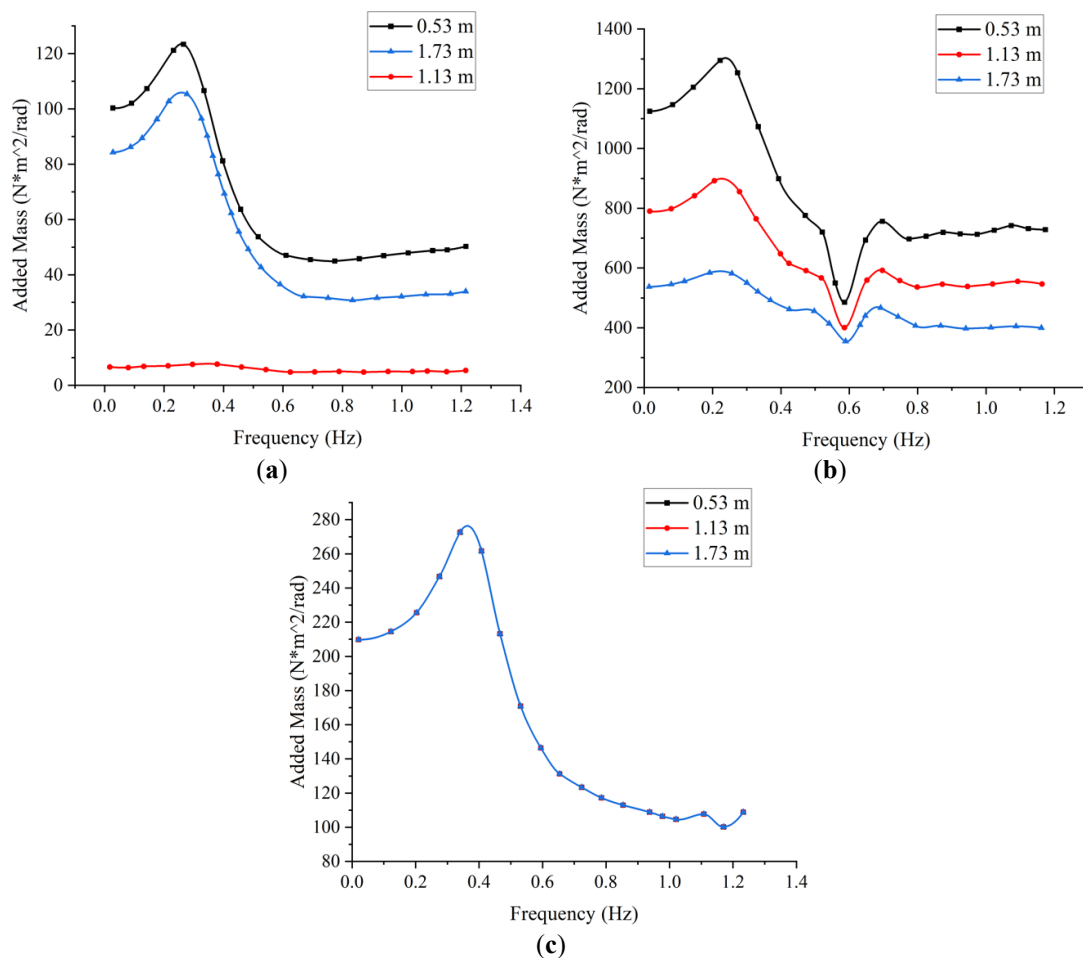 0.53 m
1.73 m
1.13 m
Added Mass (N*m^2/rad)
120
100
80
60
40
20
0
0.0 0.2 0.4 0.6 0.8 1.0 1.2 1.4
Frequency (Hz)
(a)
0.53 m
1.13 m
1.73 m
Added Mass (N*m^2/rad)
1400
1200
1000
800
600
400
200
0.0 0.2 0.4 0.6 0.8 1.0 1.2
Frequency (Hz)
(b)
0.53 m
1.13 m
1.73 m
Added Mass (N*m^2/rad)
280
260
240
220
200
180
160
140
120
100
80
0.0 0.2 0.4 0.6 0.8 1.0 1.2 1.4
Frequency (Hz)
(c)